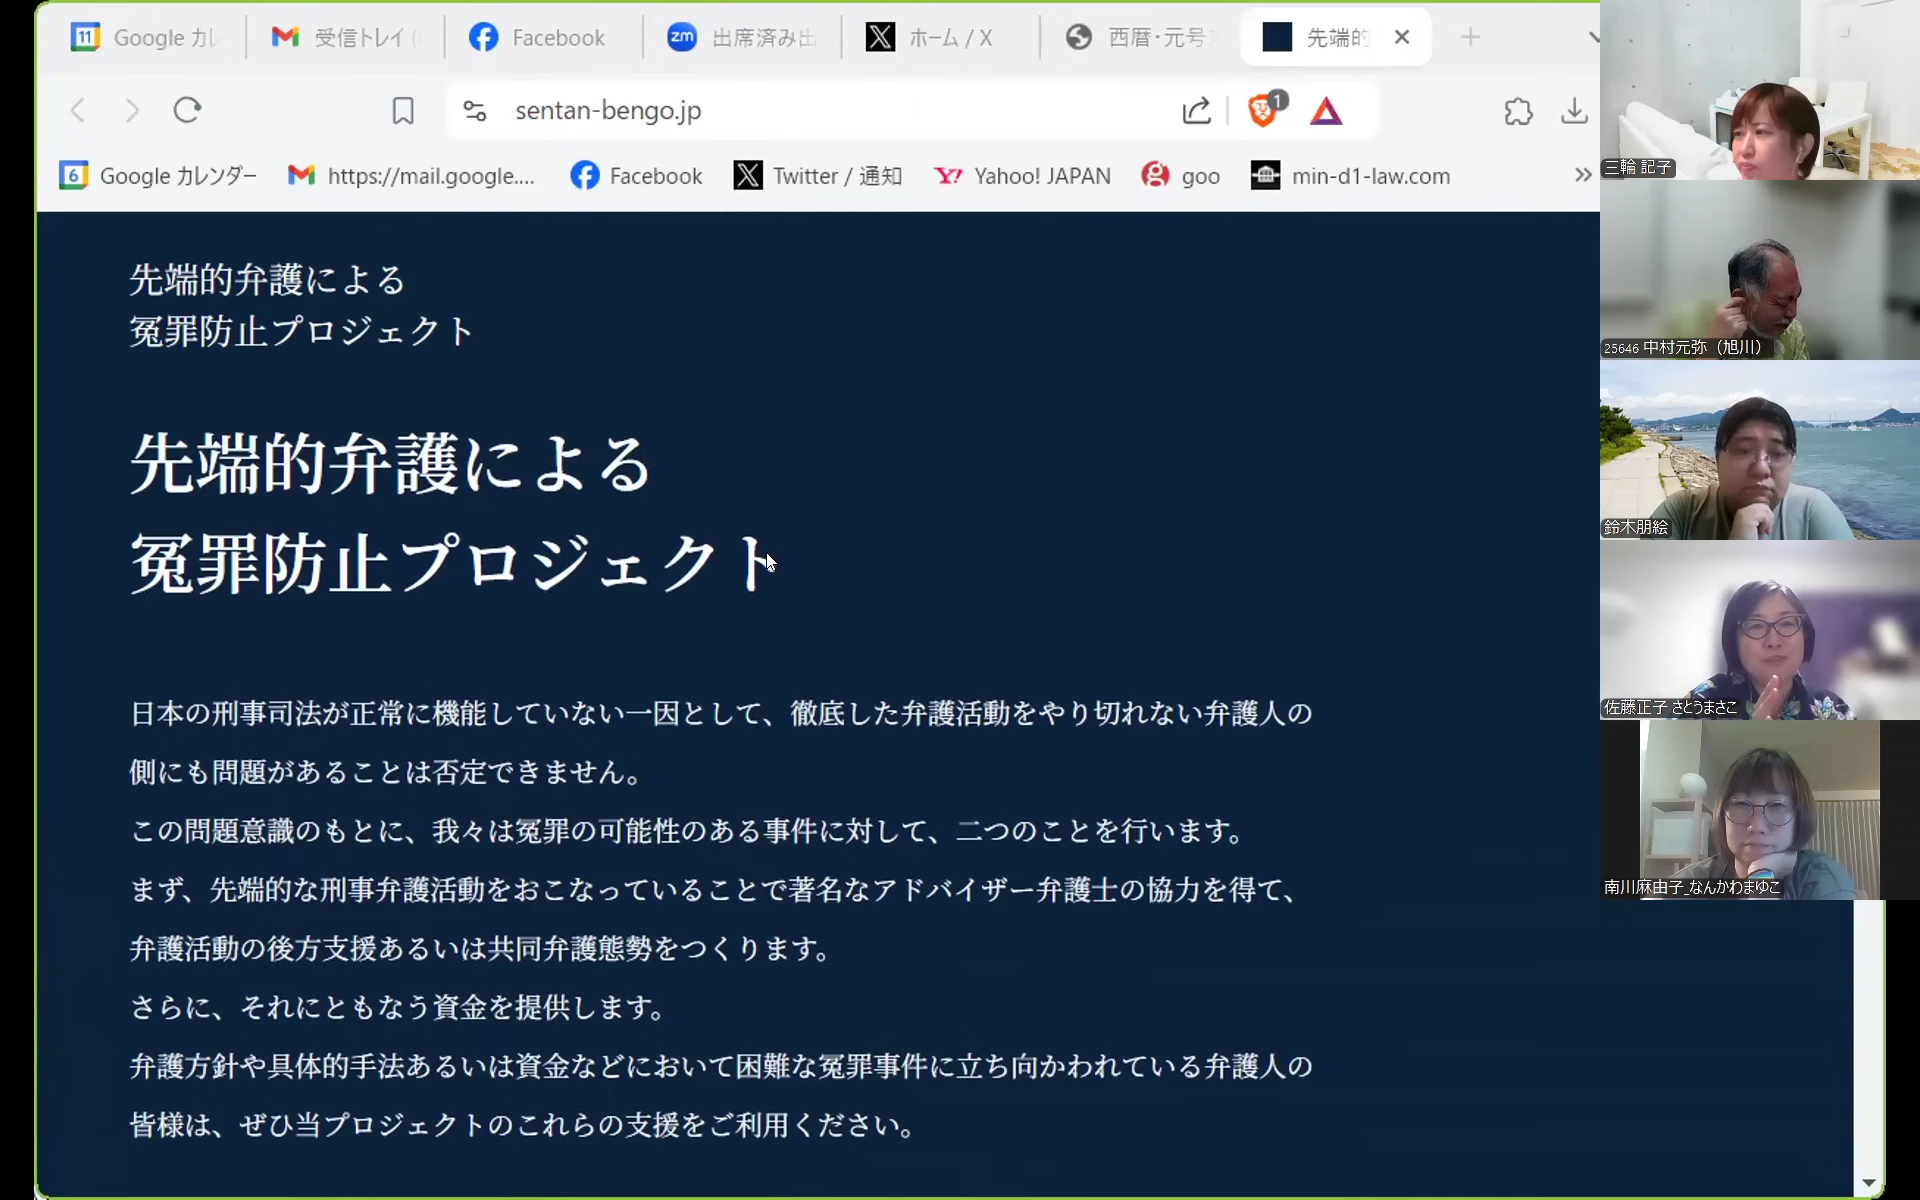 Google カレ
受信トレイ (
Facebook
zm 出席済み出
ホーム / X
西暦・元号
先端的
sentan-bengo.jp
1
6 Google カレンダー
https://mail.google....
Facebook
Twitter / 通知
Y! Yahoo! JAPAN
g goo
min-d1-law.com
先端的弁護による
冤罪防止プロジェクト
先端的弁護による
冤罪防止プロジェクト
日本の刑事司法が正常に機能していない一因として、徹底した弁護活動をやり切れない弁護人の
側にも問題があることは否定できません。
この問題意識のもとに、我々は冤罪の可能性のある事件に対して、二つのことを行います。
まず、先端的な刑事弁護活動をおこなっていることで著名なアドバイザー弁護士の協力を得て、
弁護活動の後方支援あるいは共同弁護態勢をつくります。
さらに、それにともなう資金を提供します。
弁護方針や具体的手法あるいは資金などにおいて困難な冤罪事件に立ち向かわれている弁護人の
皆様は、ぜひ当プロジェクトのこれらの支援をご利用ください。
三輪 記子
25646 中村元弥（旭川）
鈴木朋絵
佐藤正子 さとうまさこ
南川麻由子_なんかわまゆこ